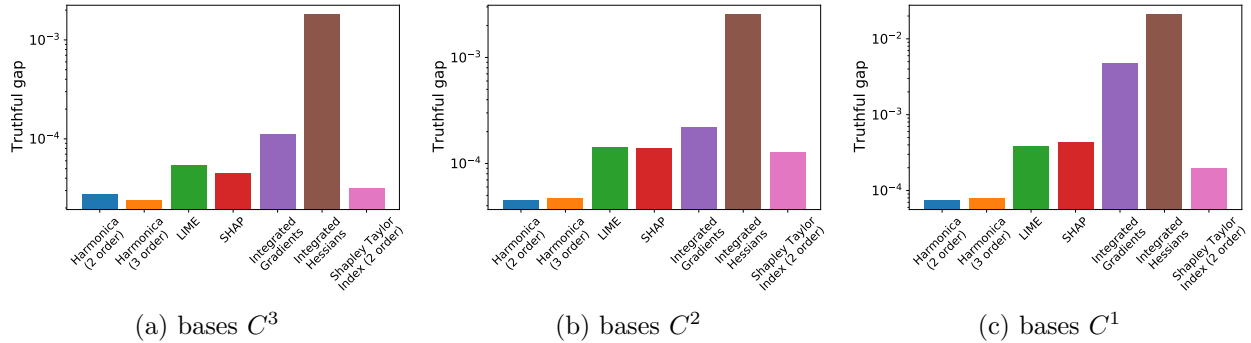 Truthful gap
10⁻³
10⁻⁴
Harmonica
(2 order)
Harmonica
(3 order)
LIME
SHAP
Integrated
Gradients
Integrated
Hessians
Shapley Taylor
Index (2 order)
(a) bases C³
Truthful gap
10⁻³
10⁻⁴
Harmonica
(2 order)
Harmonica
(3 order)
LIME
SHAP
Integrated
Gradients
Integrated
Hessians
Shapley Taylor
Index (2 order)
(b) bases C²
Truthful gap
10⁻²
10⁻³
10⁻⁴
Harmonica
(2 order)
Harmonica
(3 order)
LIME
SHAP
Integrated
Gradients
Integrated
Hessians
Shapley Taylor
Index (2 order)
(c) bases C¹